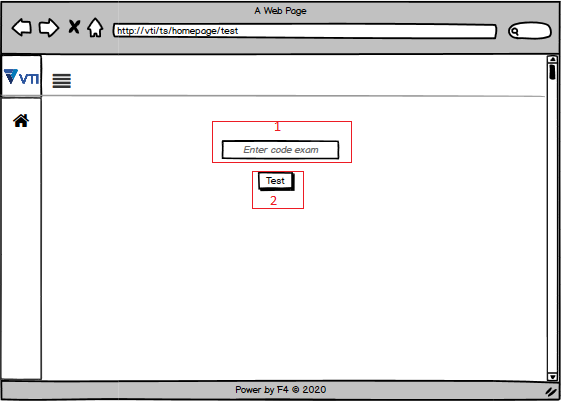 A Web Page
http://vti/ts/homepage/test
VTI
1
Enter code exam
Test
2
Power by F4 © 2020